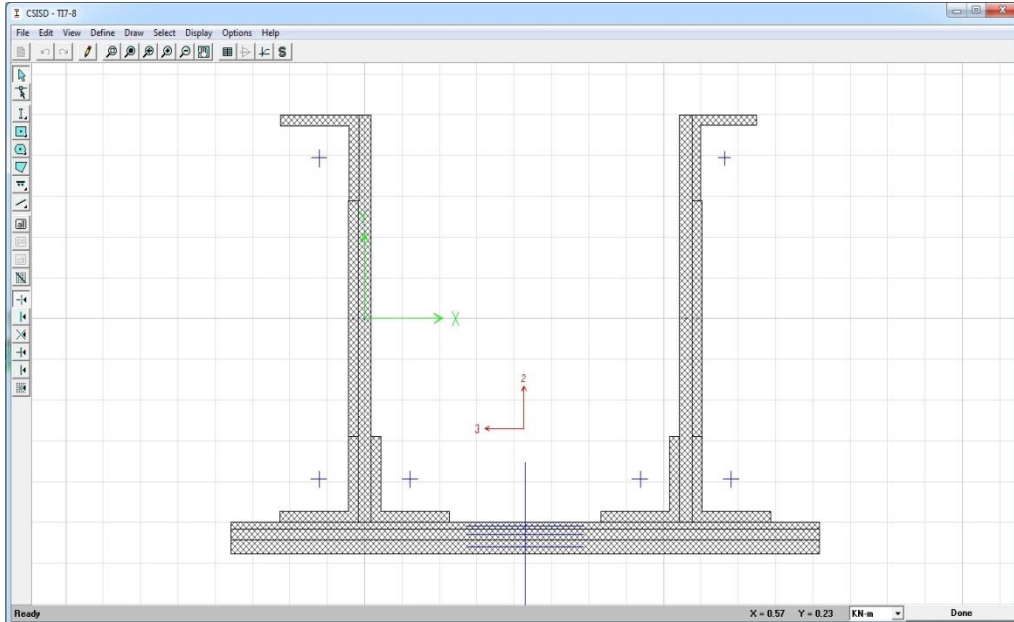 CSISD - TI7-8
File Edit View Define Draw Select Display Options Help
X
2
3
Ready X = 0.57 Y = 0.23 KN-m Done